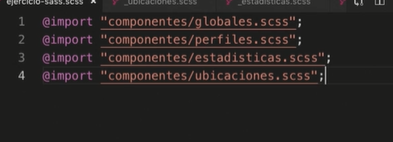 ejercicio-sass.scss _ubicaciones.scss _estadisticas.scss
1 @import "componentes/globales.scss";
2 @import "componentes/perfiles.scss";
3 @import "componentes/estadisticas.scss";
4 @import "componentes/ubicaciones.scss";